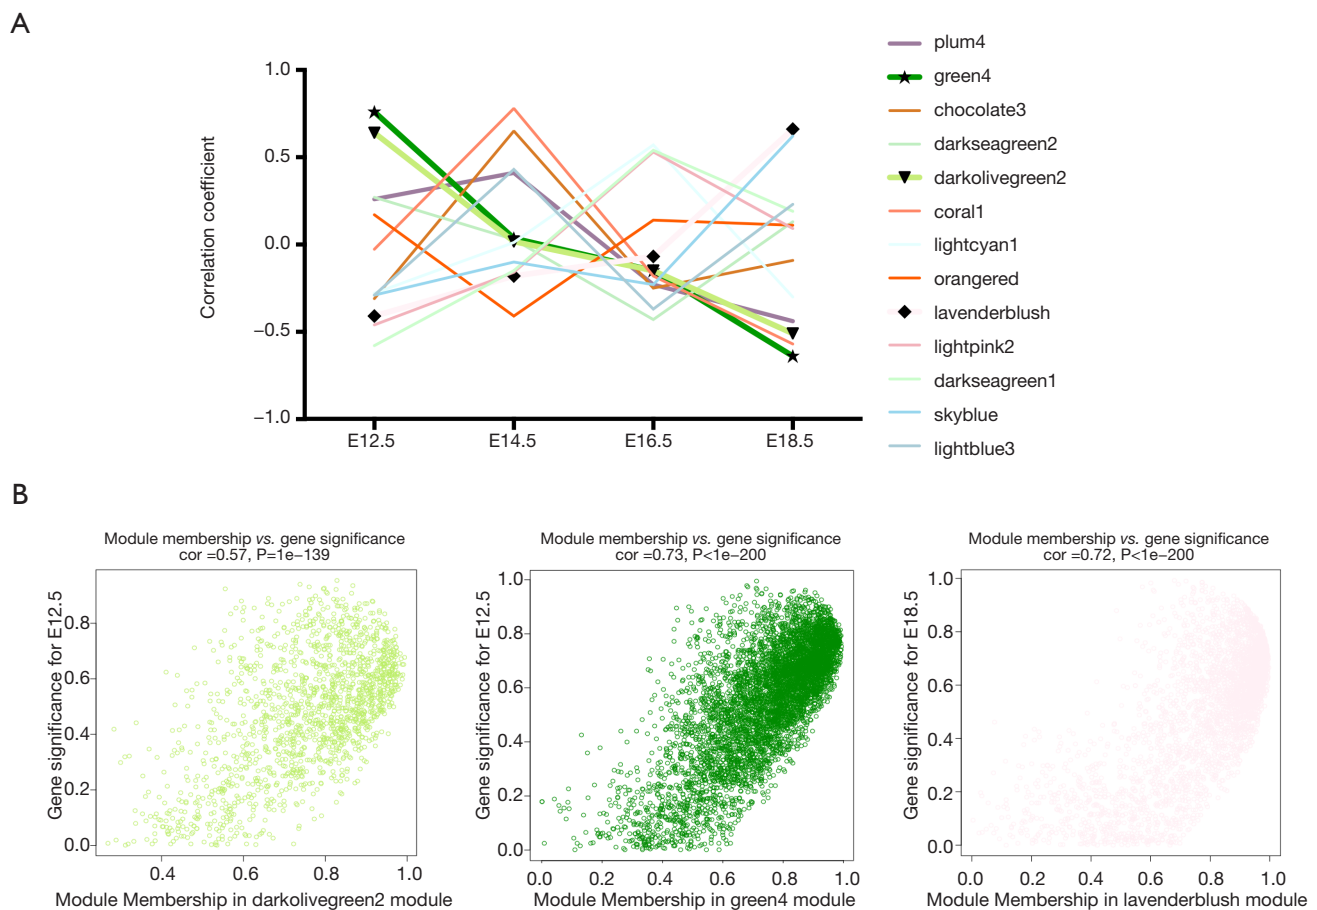 A
plum4
green4
chocolate3
darkseagreen2
darkolivegreen2
coral1
lightcyan1
orangered
lavenderblush
lightpink2
darkseagreen1
skyblue
lightblue3
Correlation coefficient
1.0
0.5
0.0
−0.5
−1.0
E12.5 E14.5 E16.5 E18.5
B
Module membership vs. gene significance
cor =0.57, P=1e−139
Gene significance for E12.5
0.8
0.6
0.4
0.2
0.0
0.4 0.6 0.8 1.0
Module Membership in darkolivegreen2 module
Module membership vs. gene significance
cor =0.73, P<1e−200
Gene significance for E12.5
1.0
0.8
0.6
0.4
0.2
0.0
0.0 0.2 0.4 0.6 0.8 1.0
Module Membership in green4 module
Module membership vs. gene significance
cor =0.72, P<1e−200
Gene significance for E18.5
1.0
0.8
0.6
0.4
0.2
0.0
0.0 0.2 0.4 0.6 0.8 1.0
Module Membership in lavenderblush module